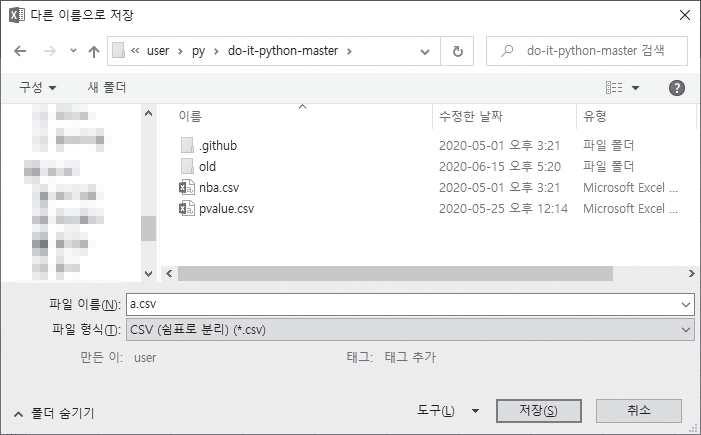 다른 이름으로 저장
« user › py › do-it-python-master ›
do-it-python-master 검색
구성 새 폴더
이름 수정한 날짜 유형
.github 2020-05-01 오후 3:21 파일 폴더
old 2020-06-15 오후 5:20 파일 폴더
nba.csv 2020-05-01 오후 3:21 Microsoft Excel ...
pvalue.csv 2020-05-25 오후 12:14 Microsoft Excel ...
파일 이름(N): a.csv
파일 형식(T): CSV (쉼표로 분리) (*.csv)
만든 이: user 태그: 태그 추가
폴더 숨기기 도구(L) 저장(S) 취소